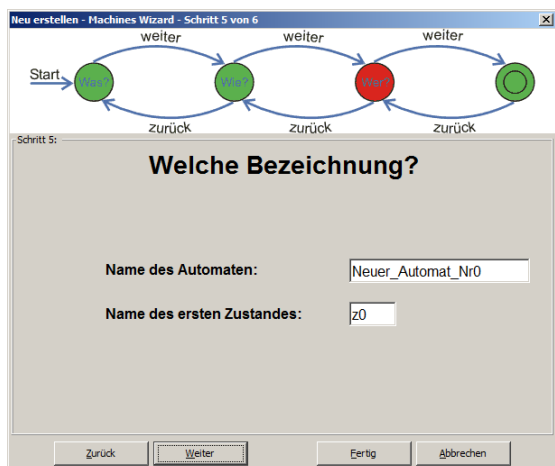 Neu erstellen - Machines Wizard - Schritt 5 von 6
weiter weiter weiter
Start Was? Wie? Wer?
zurück zurück zurück
Schritt 5:
Welche Bezeichnung?
Name des Automaten: Neuer_Automat_Nr0
Name des ersten Zustandes: z0
Zurück Weiter Fertig Abbrechen